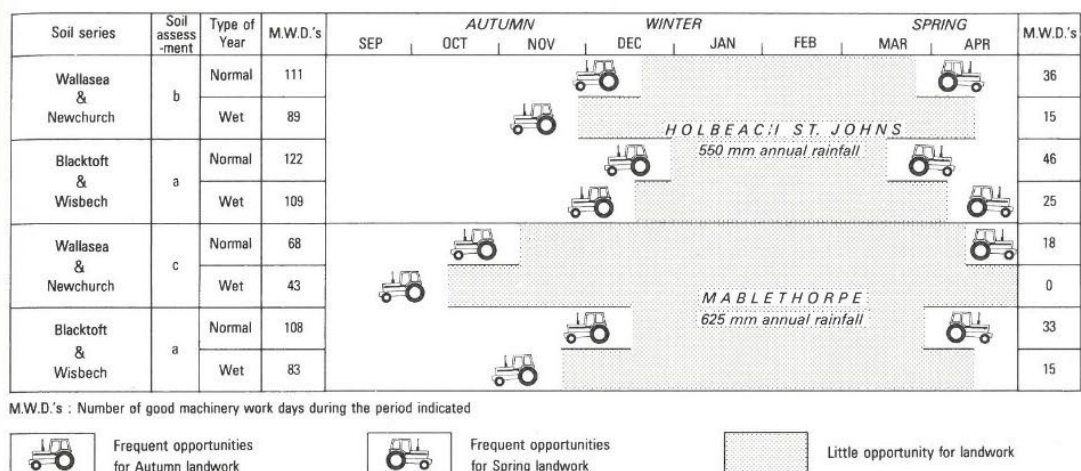 Soil series Soil assess -ment Type of Year M.W.D.'s AUTUMN WINTER SPRING M.W.D.'s
SEP OCT NOV DEC JAN FEB MAR APR
Wallasea & Newchurch b Normal 111 36
Wet 89 15
HOLBEACH ST. JOHNS
550 mm annual rainfall
Blacktoft & Wisbech a Normal 122 46
Wet 109 25
Wallasea & Newchurch c Normal 68 18
Wet 43 0
MABLETHORPE
625 mm annual rainfall
Blacktoft & Wisbech a Normal 108 33
Wet 83 15
M.W.D.'s : Number of good machinery work days during the period indicated
Frequent opportunities
for Autumn landwork
Frequent opportunities
for Spring landwork
Little opportunity for landwork